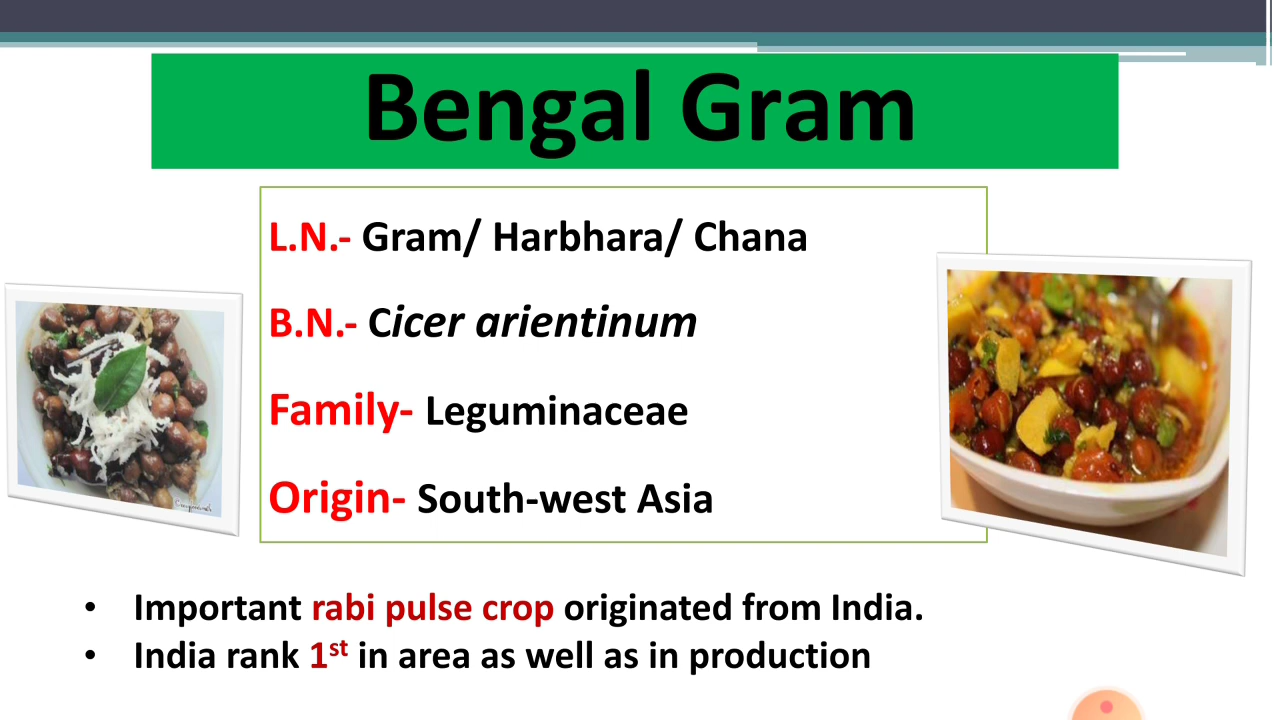 Bengal Gram
L.N.- Gram/ Harbhara/ Chana
B.N.- Cicer arientinum
Family- Leguminaceae
Origin- South-west Asia
• Important rabi pulse crop originated from India.
• India rank 1st in area as well as in production